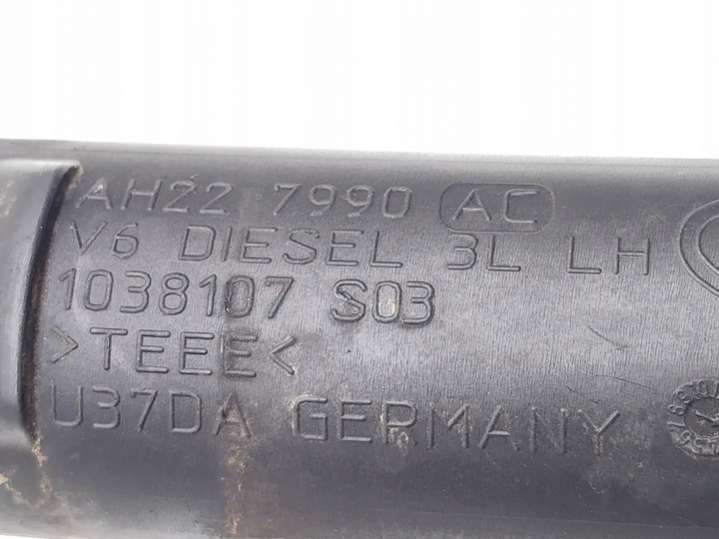 AH22 7990 AC
V6 DIESEL 3L LH
1038107 S03
>TEEE<
U37DA GERMANY